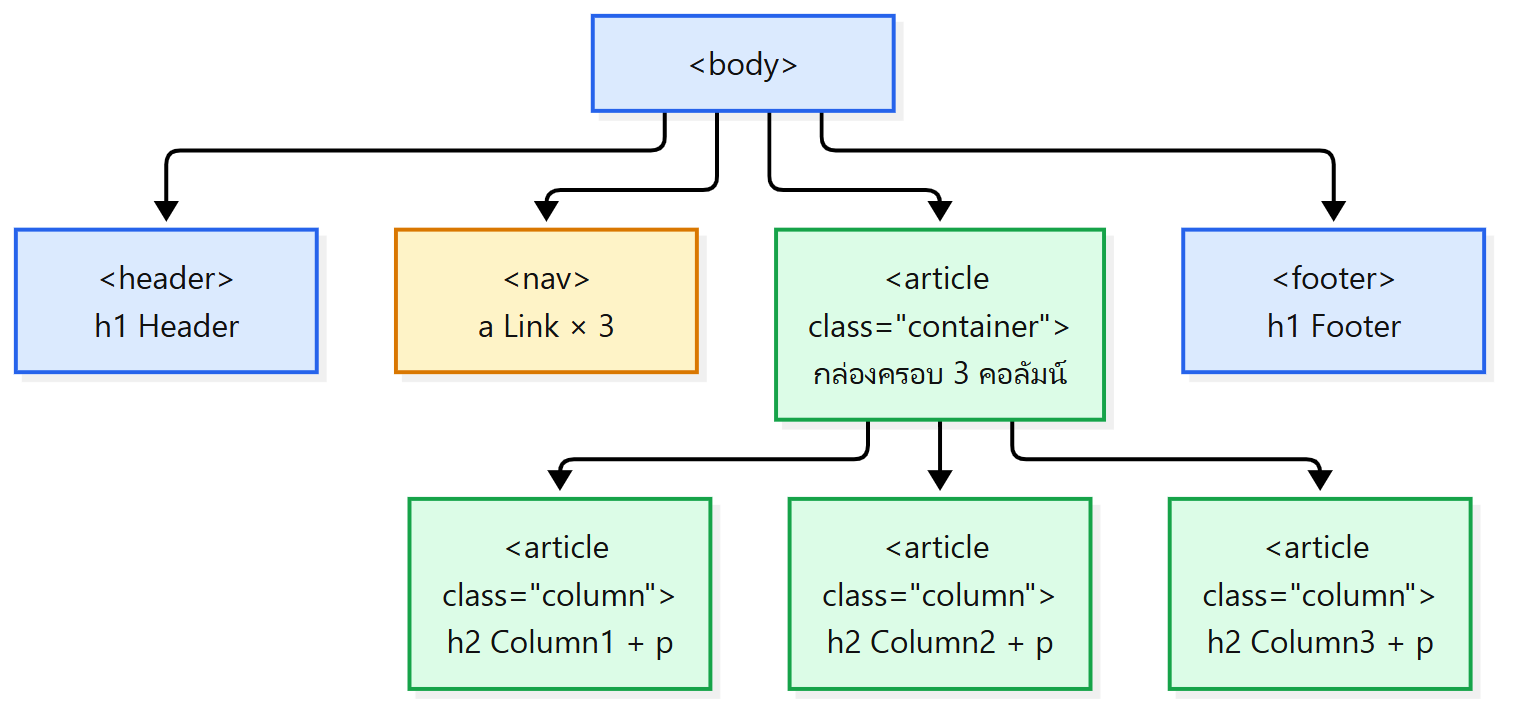 <body>
<header>
h1 Header
<nav>
a Link × 3
<article
class="container">
กล่องครอบ 3 คอลัมน์
<footer>
h1 Footer
<article
class="column">
h2 Column1 + p
<article
class="column">
h2 Column2 + p
<article
class="column">
h2 Column3 + p